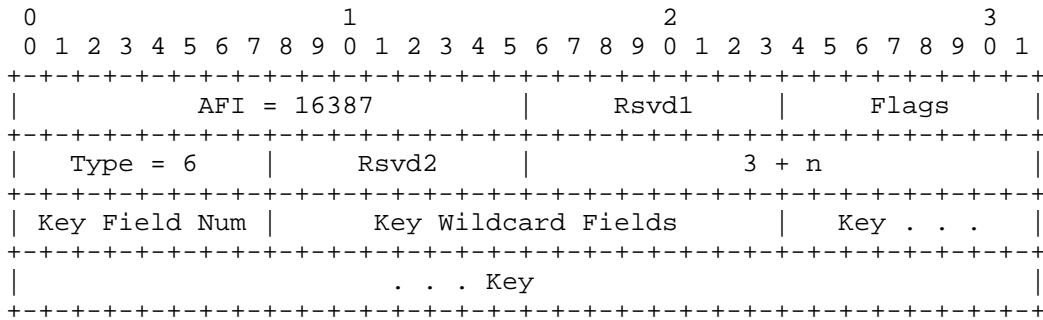 0                   1                   2                   3
 0 1 2 3 4 5 6 7 8 9 0 1 2 3 4 5 6 7 8 9 0 1 2 3 4 5 6 7 8 9 0 1
+-+-+-+-+-+-+-+-+-+-+-+-+-+-+-+-+-+-+-+-+-+-+-+-+-+-+-+-+-+-+-+-+
|           AFI = 16387         |     Rsvd1     |     Flags     |
+-+-+-+-+-+-+-+-+-+-+-+-+-+-+-+-+-+-+-+-+-+-+-+-+-+-+-+-+-+-+-+-+
|   Type = 6    |     Rsvd2     |             3 + n             |
+-+-+-+-+-+-+-+-+-+-+-+-+-+-+-+-+-+-+-+-+-+-+-+-+-+-+-+-+-+-+-+-+
| Key Field Num |      Key Wildcard Fields      |   Key . . .   |
+-+-+-+-+-+-+-+-+-+-+-+-+-+-+-+-+-+-+-+-+-+-+-+-+-+-+-+-+-+-+-+-+
|                       . . . Key                               |
+-+-+-+-+-+-+-+-+-+-+-+-+-+-+-+-+-+-+-+-+-+-+-+-+-+-+-+-+-+-+-+-+